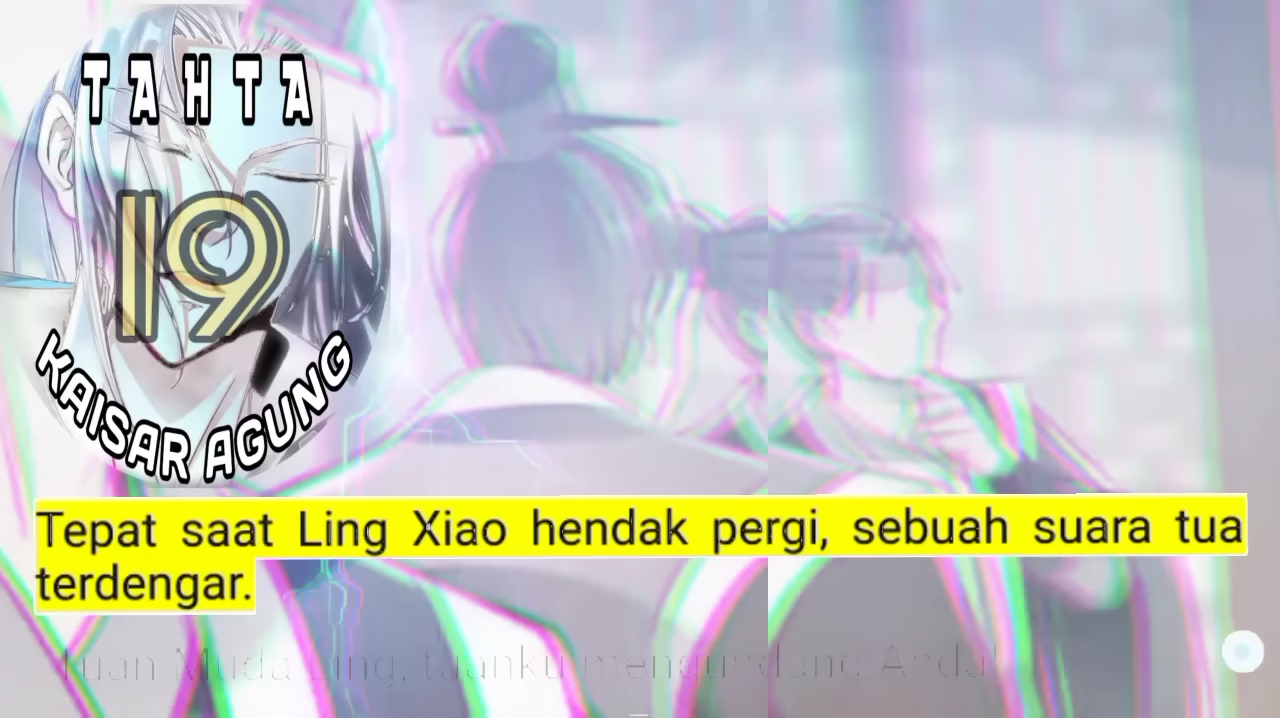 TAHTA
19
KAISAR AGUNG
Tepat saat Ling Xiao hendak pergi, sebuah suara tua
terdengar.
Tuan Muda Ling, tuanku mengundang Anda!